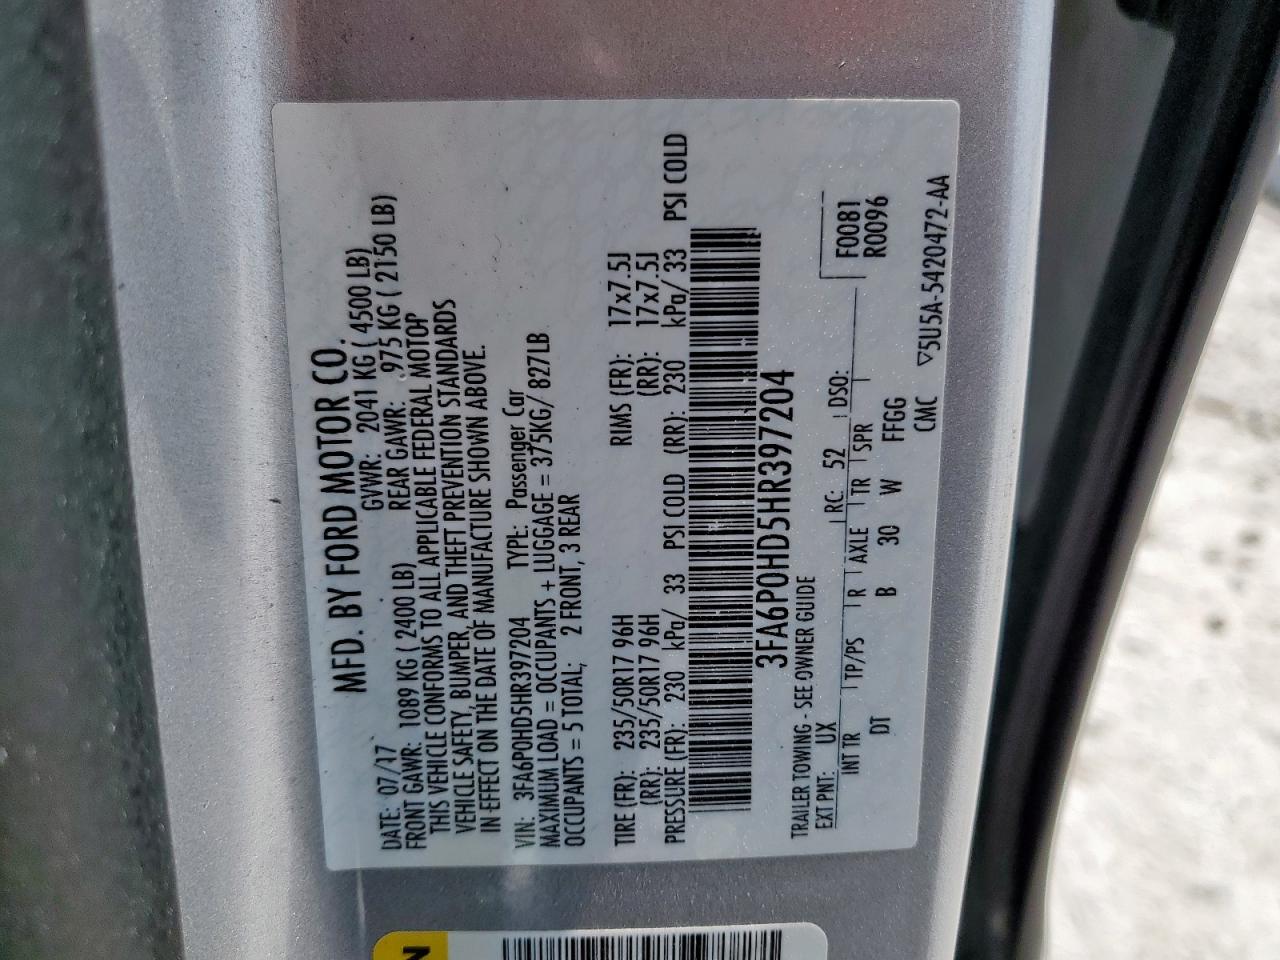 MFD. BY FORD MOTOR CO.
DATE: 07/17 GVWR: 2041 KG ( 4500 LB)
FRONT GAWR: 1089 KG ( 2400 LB) REAR GAWR: 975 KG ( 2150 LB)
THIS VEHICLE CONFORMS TO ALL APPLICABLE FEDERAL MOTOP
VEHICLE SAFETY, BUMPER, AND THEFT PREVENTION STANDARDS
IN EFFECT ON THE DATE OF MANUFACTURE SHOWN ABOVE.
VIN: 3FA6P0HD5HR397204 TYPE: Passenger Car
MAXIMUM LOAD = OCCUPANTS + LUGGAGE = 375KG/ 827LB
OCCUPANTS = 5 TOTAL; 2 FRONT, 3 REAR
TIRE (FR): 235/50R17 96H RIMS (FR): 17x7.5J
(RR): 235/50R17 96H (RR): 17x7.5J
PRESSURE (FR): 230 kPa/ 33 PSI COLD (RR): 230 kPa/ 33 PSI COLD
3FA6P0HD5HR397204
TRAILER TOWING - SEE OWNER GUIDE
EXT PNT: UX RC: 52 DSO: F0081
INT TR TP/PS R AXLE TR SPR R0096
DT B 30 W FFGG
CMC ▽5U5A-5420472-AA
N